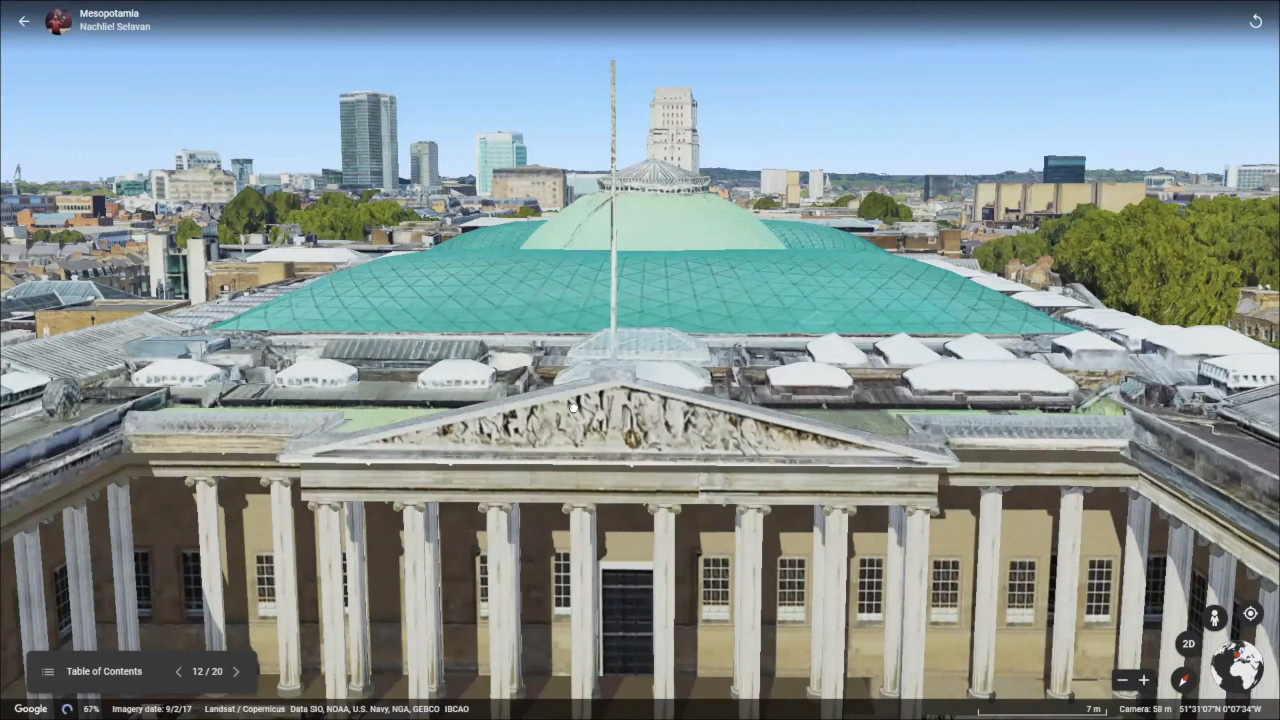 Mesopotamia
Nachliel Selavan
2D
Table of Contents
12 / 20
Google
67%
Imagery date: 9/2/17
Landsat / Copernicus Data SIO, NOAA, U.S. Navy, NGA, GEBCO IBCAO
7 m
Camera: 58 m 51°31'07"N 0°07'34"W